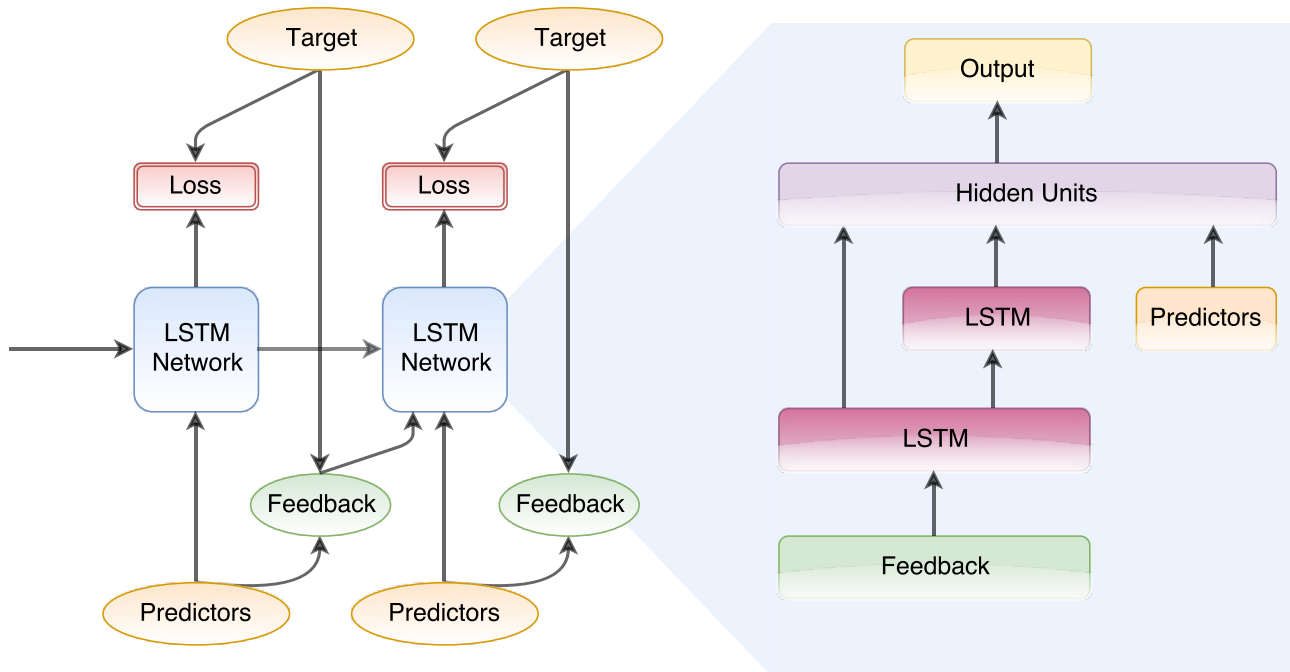 Target
Target
Loss
Loss
LSTM
Network
LSTM
Network
Feedback
Feedback
Predictors
Predictors
Output
Hidden Units
LSTM
Predictors
LSTM
Feedback